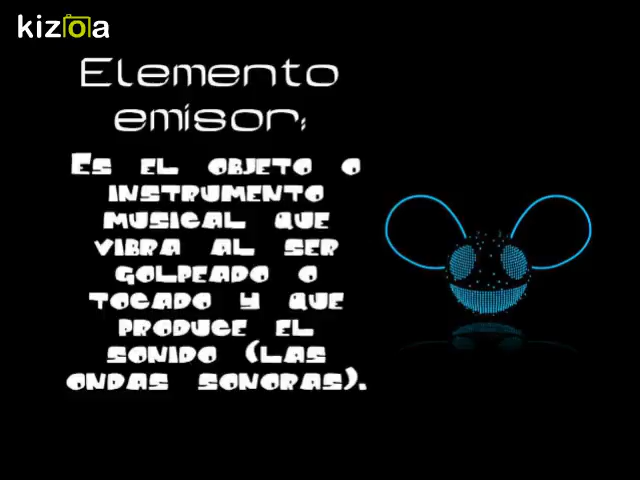 kizoa
Elemento
emisor:
Es el objeto o
instrumento
musical que
vibra al ser
golpeado o
tocado y que
produce el
sonido (las
ondas sonoras).